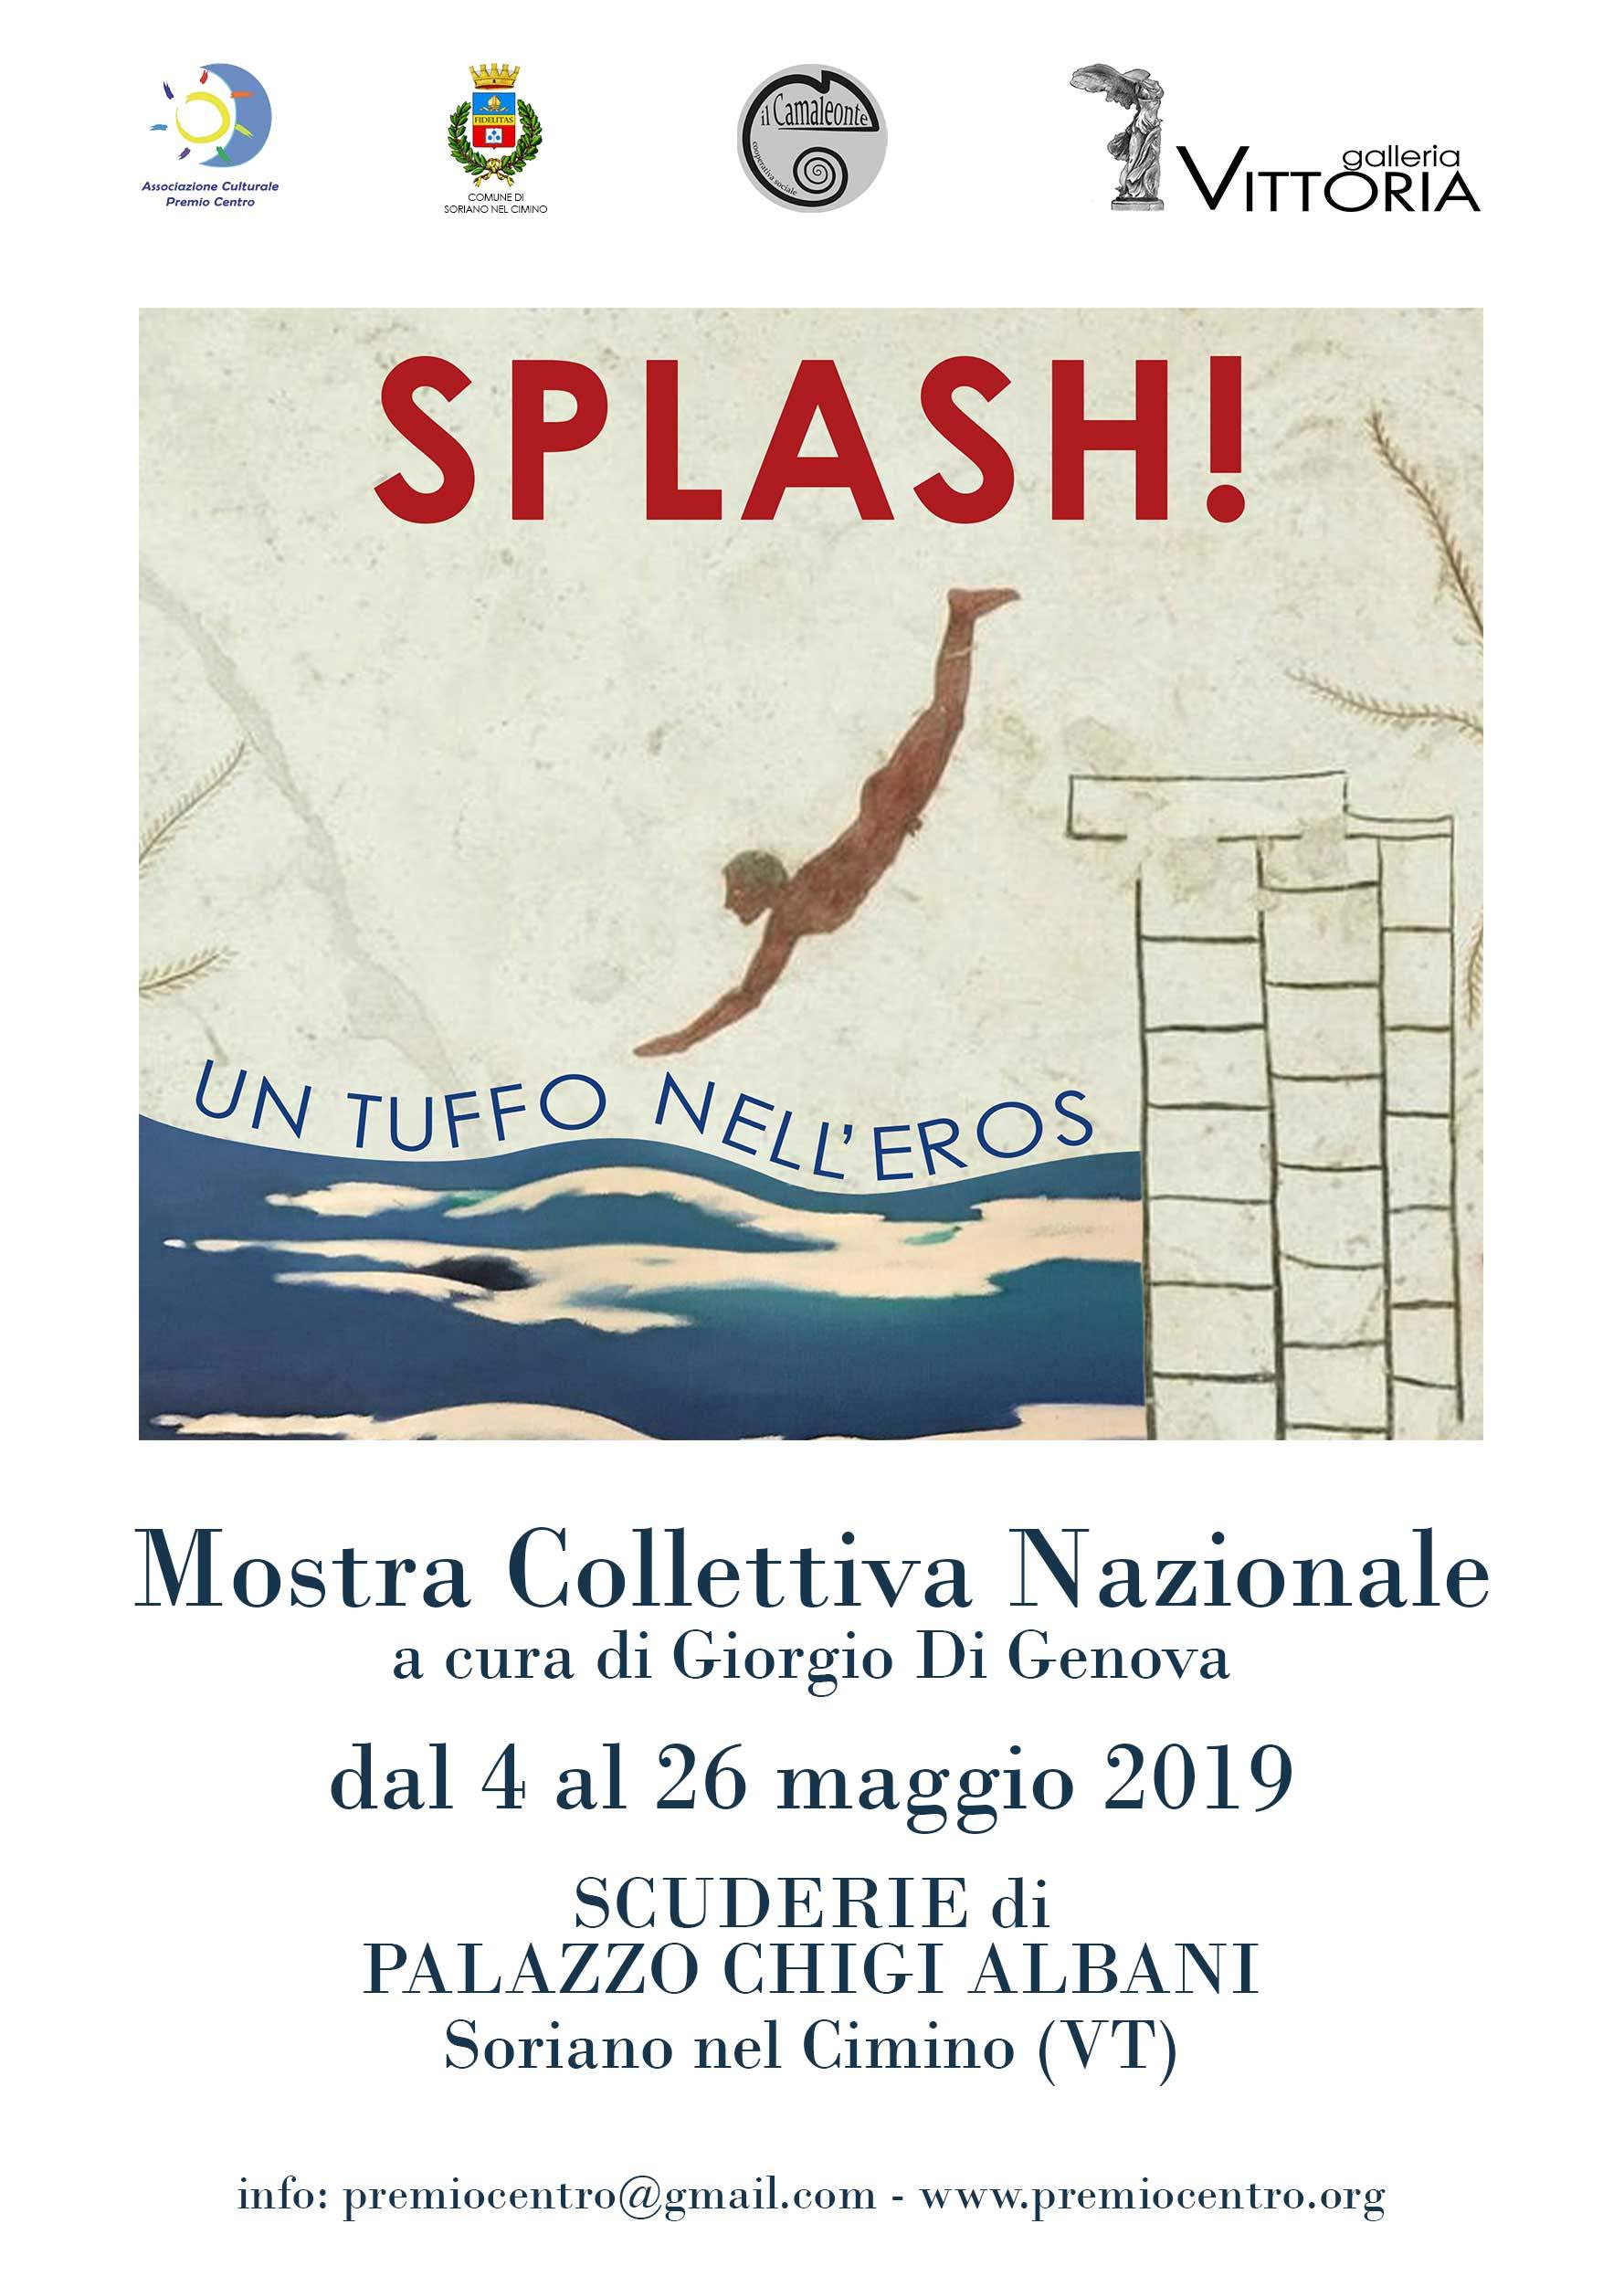 Associazione Culturale
Premio Centro
FIDELITAS
COMUNE DI
SORIANO NEL CIMINO
il Camaleonte
cooperativa sociale
galleria
VITTORIA
SPLASH!
UN TUFFO NELL'EROS
Mostra Collettiva Nazionale
a cura di Giorgio Di Genova
dal 4 al 26 maggio 2019
SCUDERIE di
PALAZZO CHIGI ALBANI
Soriano nel Cimino (VT)
info: premiocentro@gmail.com - www.premiocentro.org